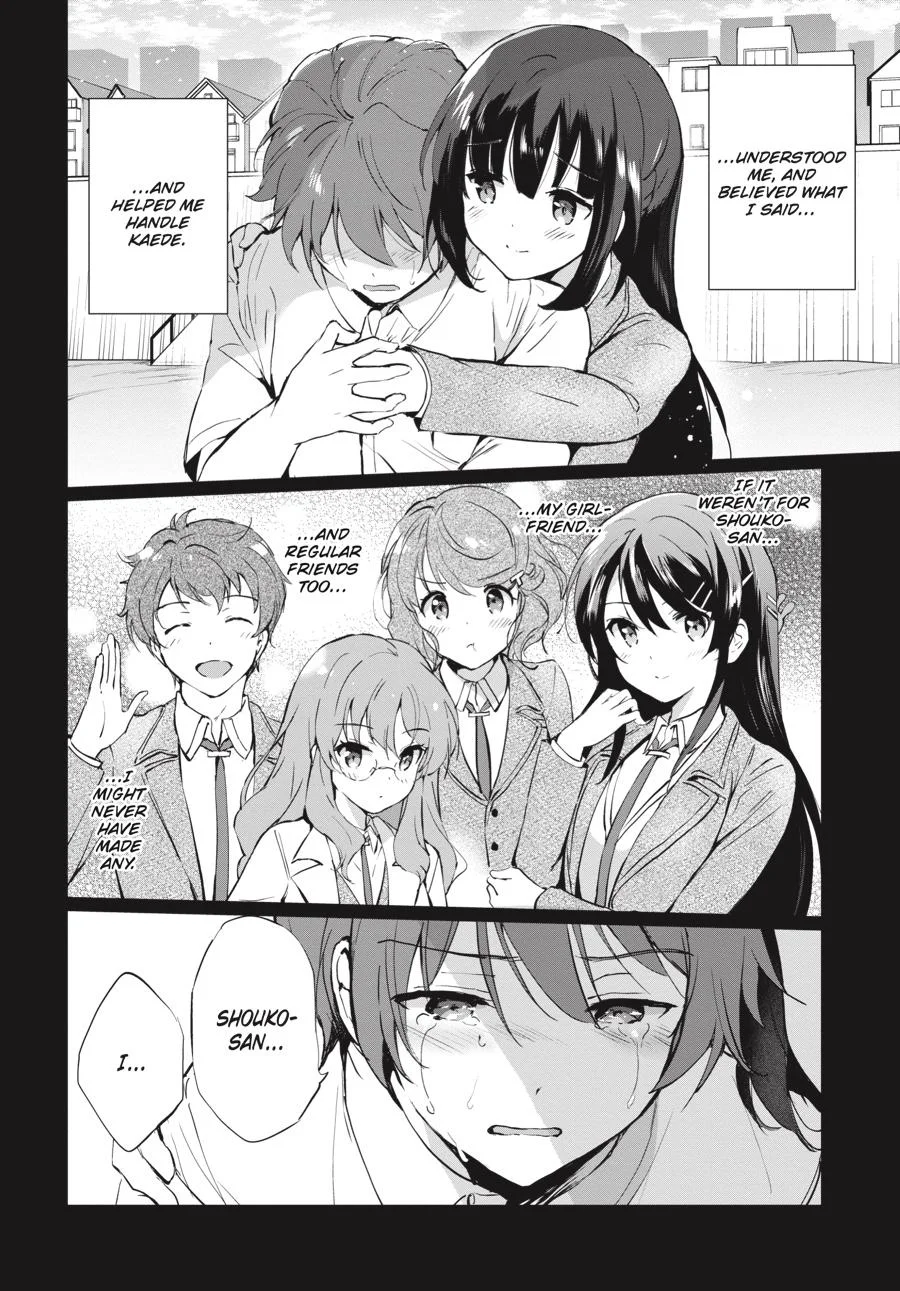 ...UNDERSTOOD
ME, AND
BELIEVED WHAT
I SAID...
...AND
HELPED ME
HANDLE
KAEDE.
IF IT
WEREN'T FOR
SHOUKO-
SAN...
...MY GIRL-
FRIEND...
...AND
REGULAR
FRIENDS
TOO...
...I
MIGHT
NEVER
HAVE
MADE
ANY.
SHOUKO-
SAN...
I...